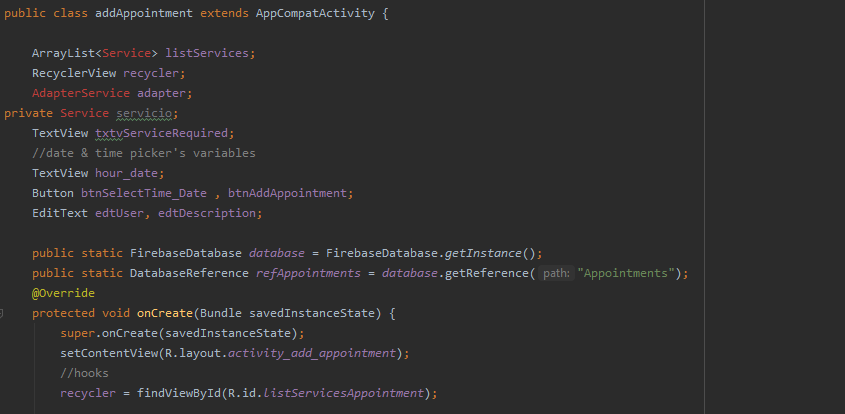 public class addAppointment extends AppCompatActivity {
ArrayList<Service> listServices;
RecyclerView recycler;
AdapterService adapter;
private Service servicio;
TextView txtvServiceRequired;
//date & time picker's variables
TextView hour_date;
Button btnSelectTime_Date , btnAddAppointment;
EditText edtUser, edtDescription;
public static FirebaseDatabase database = FirebaseDatabase.getInstance();
public static DatabaseReference refAppointments = database.getReference( path: "Appointments");
@Override
protected void onCreate(Bundle savedInstanceState) {
super.onCreate(savedInstanceState);
setContentView(R.layout.activity_add_appointment);
//hooks
recycler = findViewById(R.id.listServicesAppointment);